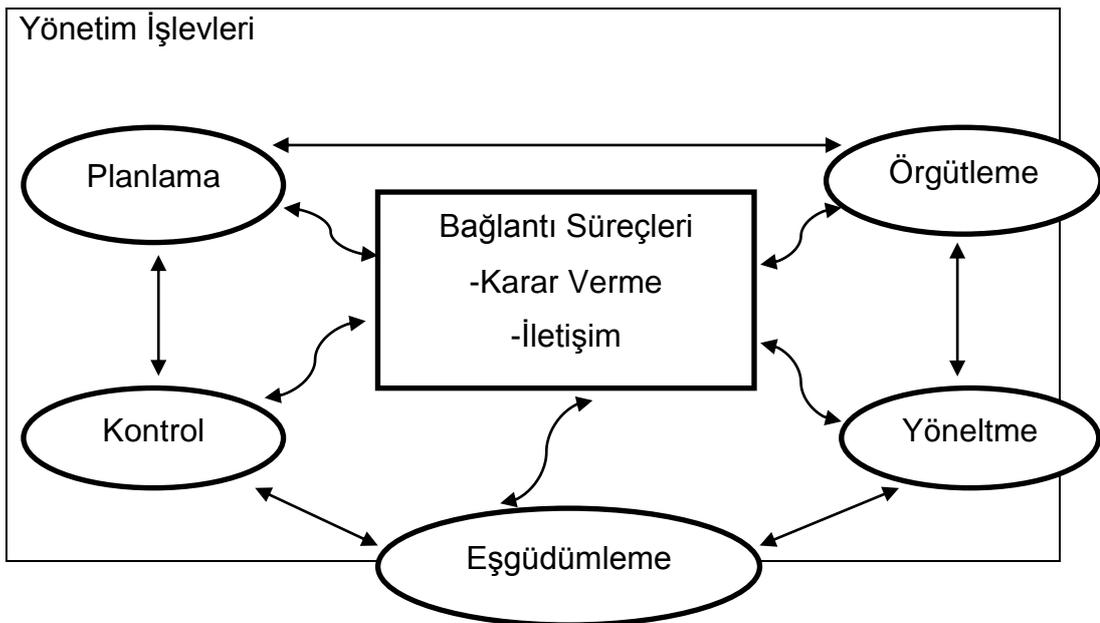 Yönetim İşlevleri
Planlama
Örgütleme
Bağlantı Süreçleri
-Karar Verme
-İletişim
Kontrol
Yöneltme
Eşgüdümleme